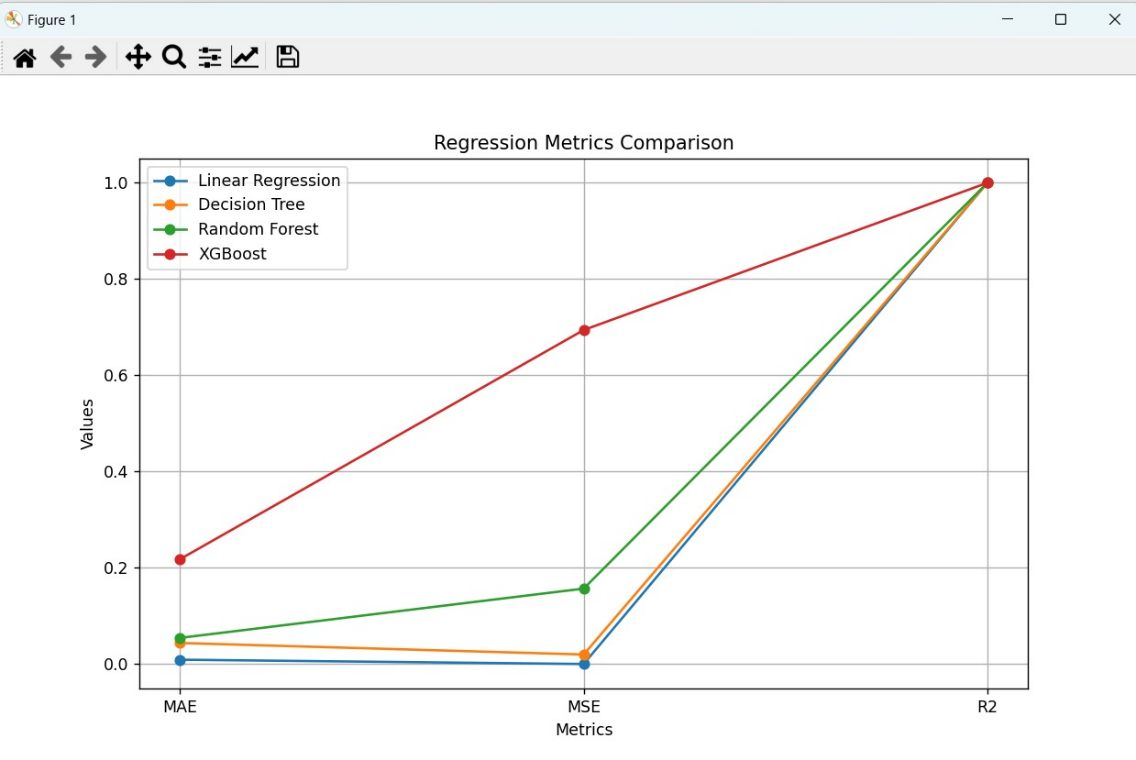 Figure 1
Regression Metrics Comparison
Linear Regression
Decision Tree
Random Forest
XGBoost
1.0
0.8
0.6
0.4
0.2
0.0
Values
MAE
MSE
R2
Metrics